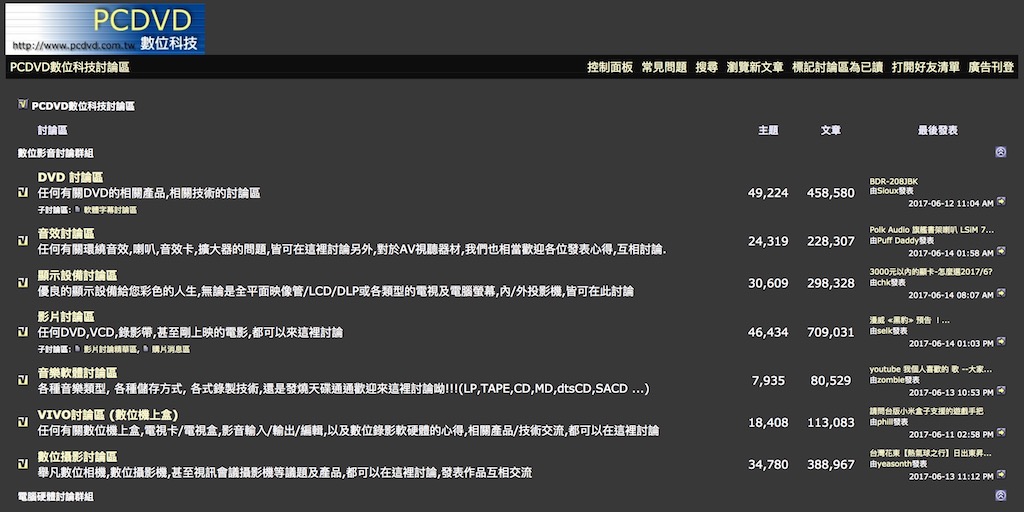 PCDVD
http://www.pcdvd.com.tw 數位科技
PCDVD數位科技討論區 控制面板 常見問題 搜尋 瀏覽新文章 標記討論區為已讀 打開好友清單 廣告刊登
PCDVD數位科技討論區
討論區 主題 文章 最後發表
數位影音討論群組
DVD 討論區
任何有關DVD的相關產品,相關技術的討論區
子討論區: 軟體字幕討論區
49,224 458,580
BDR-208JBK
由Sioux發表
2017-06-12 11:04 AM
音效討論區
任何有關環繞音效,喇叭,音效卡,擴大器的問題,皆可在這裡討論另外,對於AV視聽器材,我們也相當歡迎各位發表心得,互相討論.
24,319 228,307
Polk Audio 旗艦書架喇叭 LSiM 7...
由Puff Daddy發表
2017-06-14 01:58 AM
顯示設備討論區
優良的顯示設備給您彩色的人生,無論是全平面映像管/LCD/DLP或各類型的電視及電腦螢幕,內/外投影機,皆可在此討論
30,609 298,328
3000元以內的顯卡-怎麼選2017/6?
由chk發表
2017-06-14 08:07 AM
影片討論區
任何DVD,VCD,錄影帶,甚至剛上映的電影,都可以來這裡討論
子討論區: 影片討論精華區, 購片消息區
46,434 709,031
漫威 «黑豹» 預告 ！...
由selk發表
2017-06-14 01:03 PM
音樂軟體討論區
各種音樂類型, 各種儲存方式, 各式錄製技術,還是發燒天碟通通歡迎來這裡討論呦!!!(LP,TAPE,CD,MD,dtsCD,SACD ...)
7,935 80,529
youtube 我個人喜歡的 歌 --大家...
由zombie發表
2017-06-13 10:53 PM
VIVO討論區 (數位機上盒)
任何有關數位機上盒,電視卡/電視盒,影音輸入/輸出/編輯,以及數位錄影軟硬體的心得,相關產品/技術交流,都可以在這裡討論
18,408 113,083
請問台版小米盒子支援的遊戲手把
由phill發表
2017-06-11 02:58 PM
數位攝影討論區
舉凡數位相機,數位攝影機,甚至視訊會議攝影機等議題及產品,都可以在這裡討論,發表作品互相交流
34,780 388,967
台灣花東【熱氣球之行】日出東昇...
由yeasonth發表
2017-06-13 11:12 PM
電腦硬體討論群組